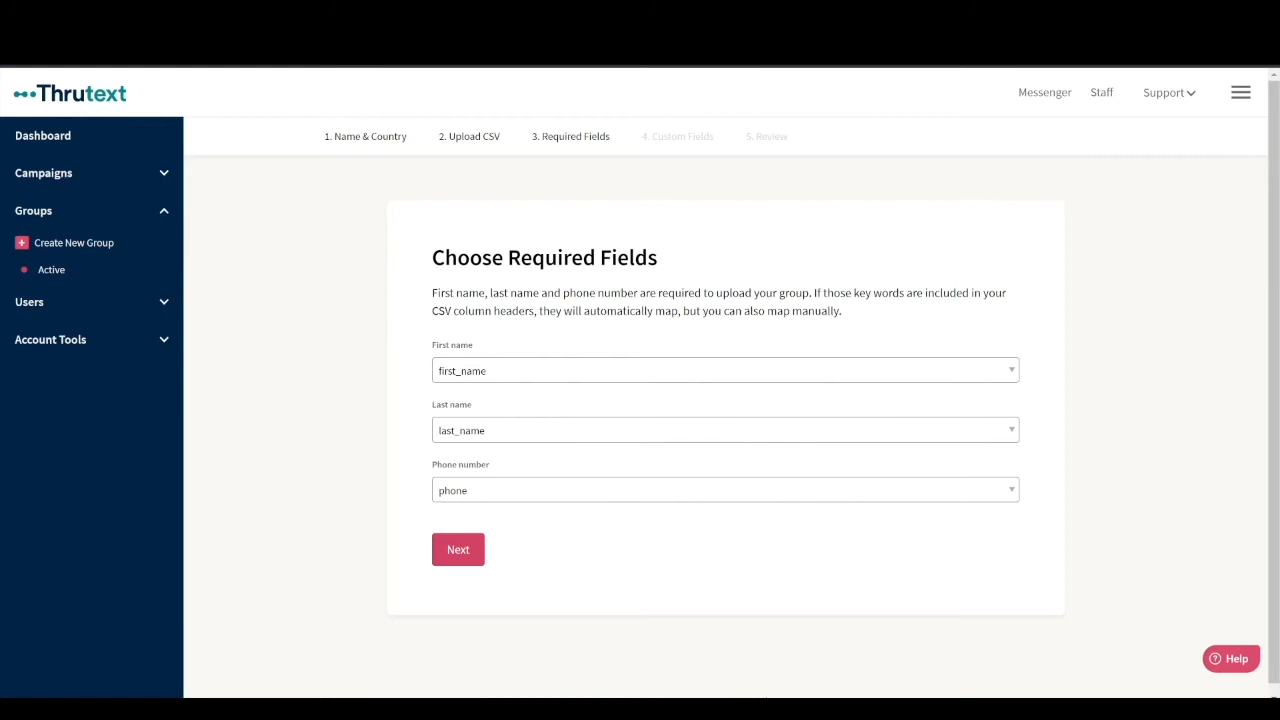 Thrutext
Messenger Staff Support
Dashboard
Campaigns
Groups
Create New Group
Active
Users
Account Tools
1. Name & Country 2. Upload CSV 3. Required Fields 4. Custom Fields 5. Review
Choose Required Fields
First name, last name and phone number are required to upload your group. If those key words are included in your
CSV column headers, they will automatically map, but you can also map manually.
First name
first_name
Last name
last_name
Phone number
phone
Next
Help